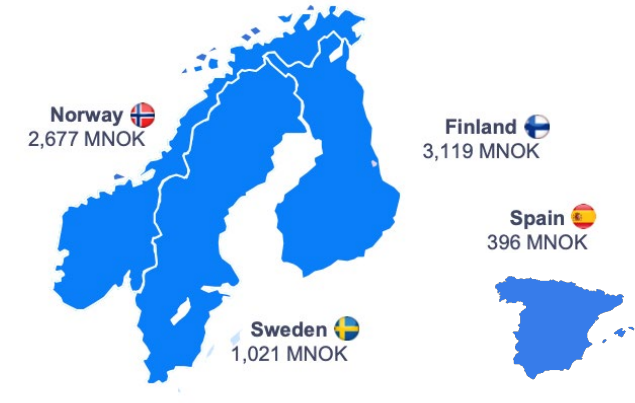 Norway
2,677 MNOK
Finland
3,119 MNOK
Spain
396 MNOK
Sweden
1,021 MNOK